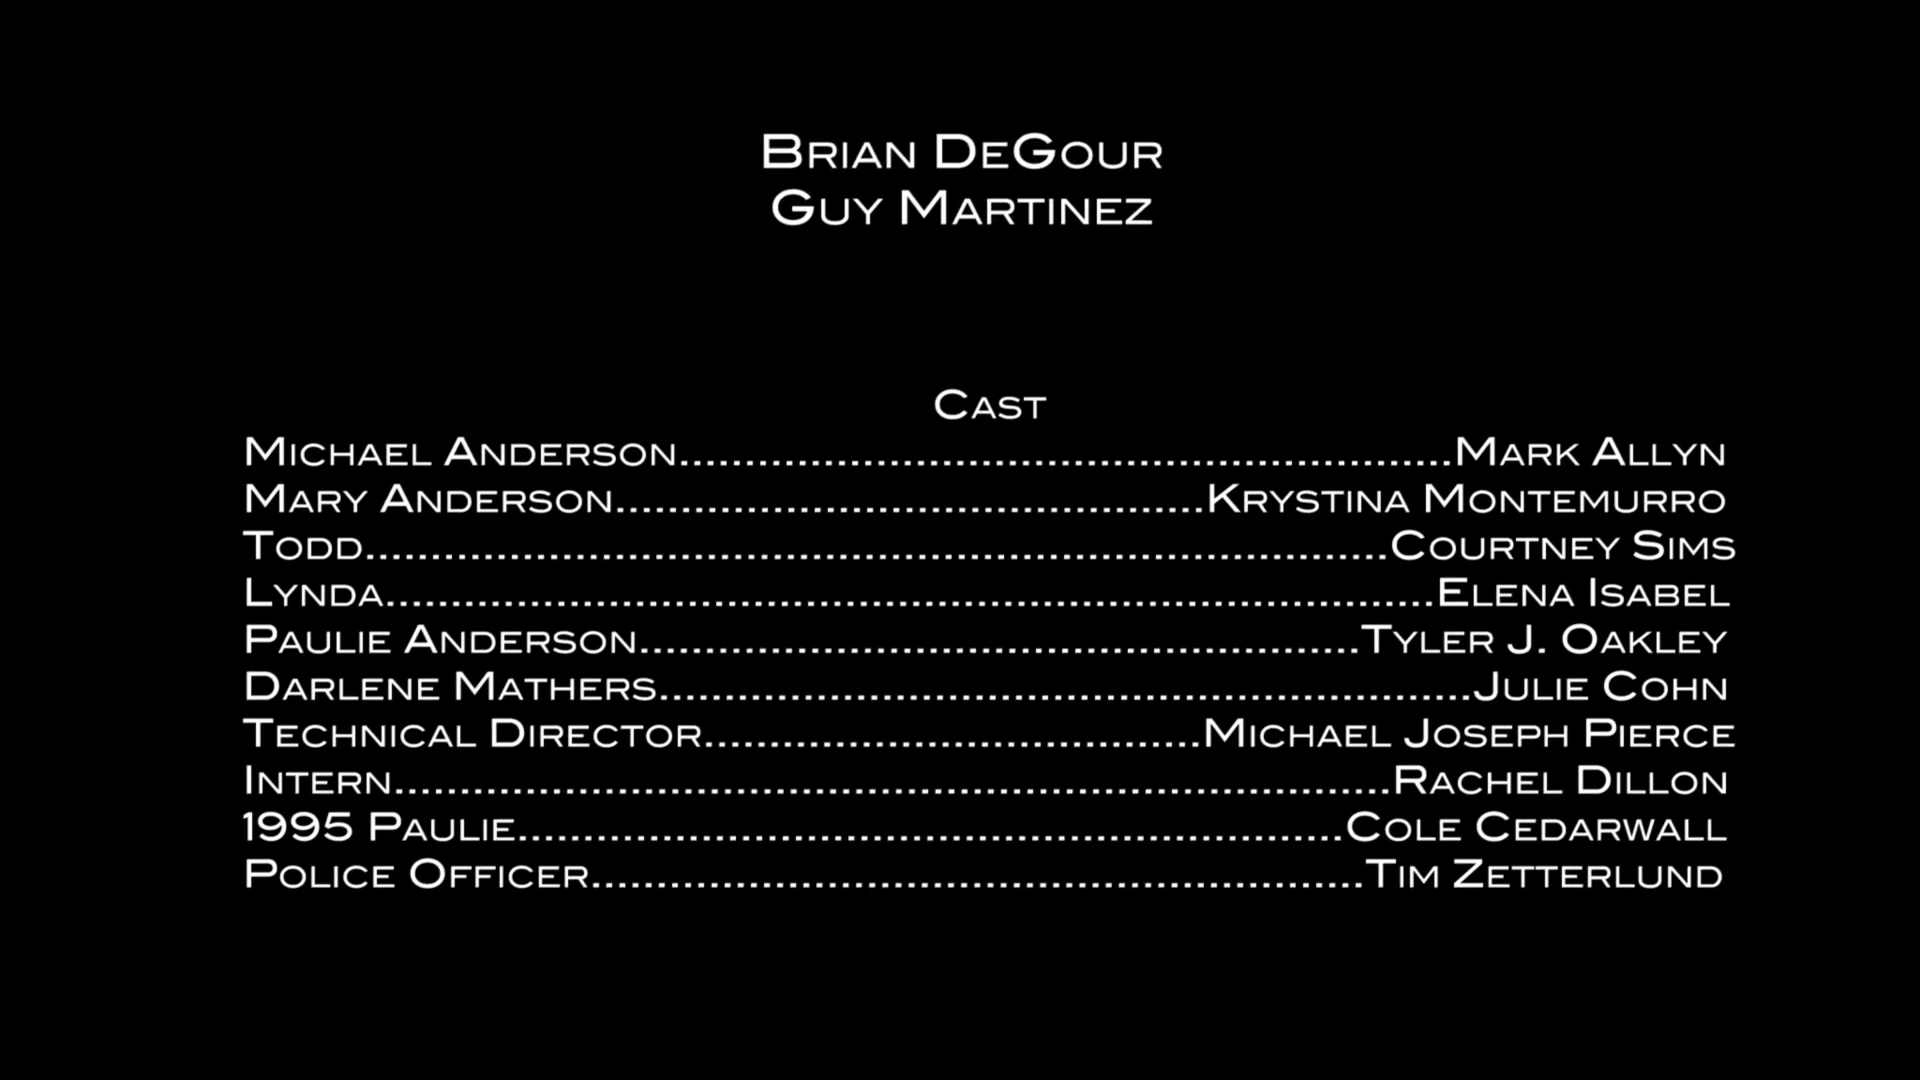 Brian DeGour
Guy Martinez
Cast
Michael Anderson..........................................................Mark Allyn
Mary Anderson............................................Krystina Montemurro
Todd.............................................................................Courtney Sims
Lynda...............................................................................Elena Isabel
Paulie Anderson......................................................Tyler J. Oakley
Darlene Mathers.............................................................Julie Cohn
Technical Director.....................................Michael Joseph Pierce
Intern...........................................................................Rachel Dillon
1995 Paulie..............................................................Cole Cedarwall
Police Officer..........................................................Tim Zetterlund